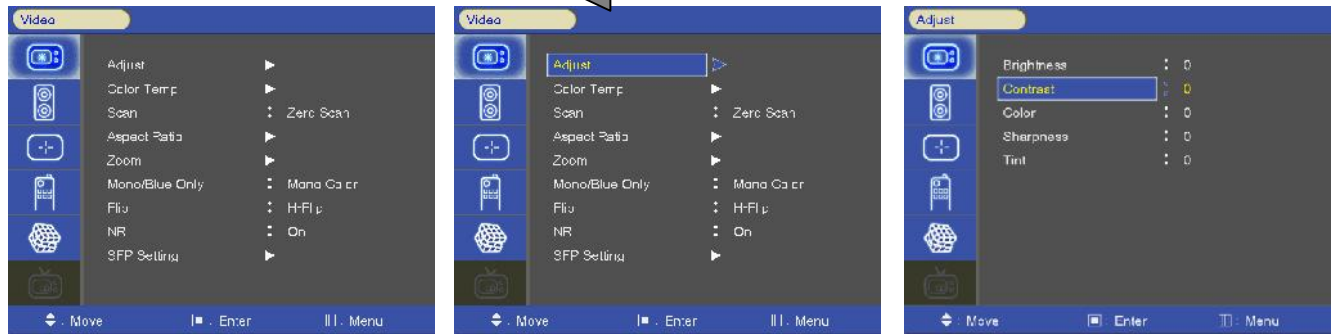 Video
Adjust
Color Temp
Scan : Zero Scan
Aspect Ratio
Zoom
Mono/Blue Only : Mono Color
Flip : H-Flip
NR : On
SFP Setting
: Move : Enter : Menu
Video
Adjust
Color Temp
Scan : Zero Scan
Aspect Ratio
Zoom
Mono/Blue Only : Mono Color
Flip : H-Flip
NR : On
SFP Setting
: Move : Enter : Menu
Adjust
Brightness : 0
Contrast : 0
Color : 0
Sharpness : 0
Tint : 0
: Move : Enter : Menu